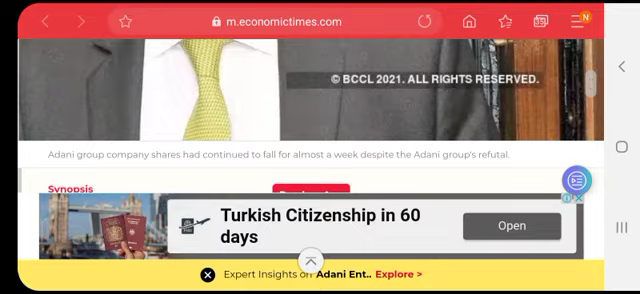 m.economictimes.com
35
N
© BCCL 2021. ALL RIGHTS RESERVED.
Adani group company shares had continued to fall for almost a week despite the Adani group's refutal.
Synopsis
Turkish Citizenship in 60
days
Open
Expert Insights on Adani Ent.. Explore >